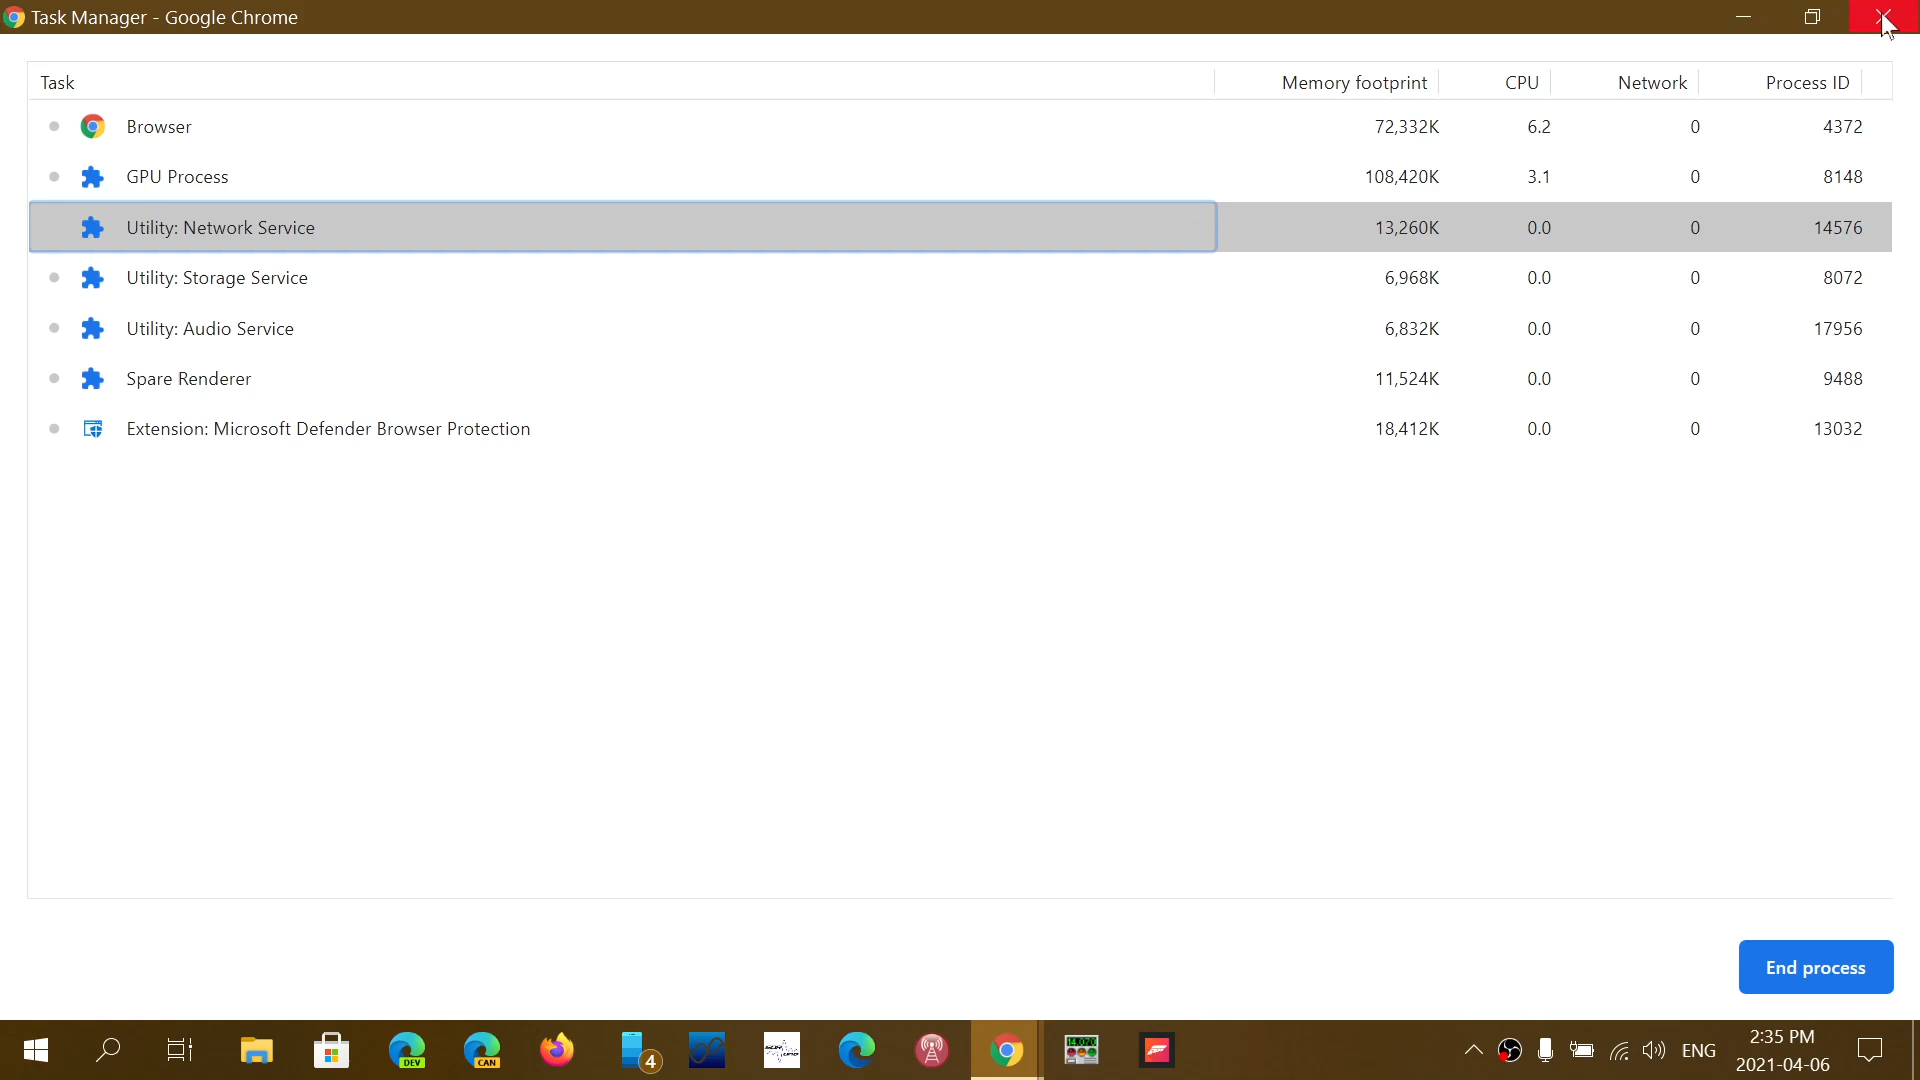 Task Manager - Google Chrome
Task Memory footprint CPU Network Process ID
Browser 72,332K 6.2 0 4372
GPU Process 108,420K 3.1 0 8148
Utility: Network Service 13,260K 0.0 0 14576
Utility: Storage Service 6,968K 0.0 0 8072
Utility: Audio Service 6,832K 0.0 0 17956
Spare Renderer 11,524K 0.0 0 9488
Extension: Microsoft Defender Browser Protection 18,412K 0.0 0 13032
End process
DEV CAN 4 14.070 ENG
2:35 PM
2021-04-06